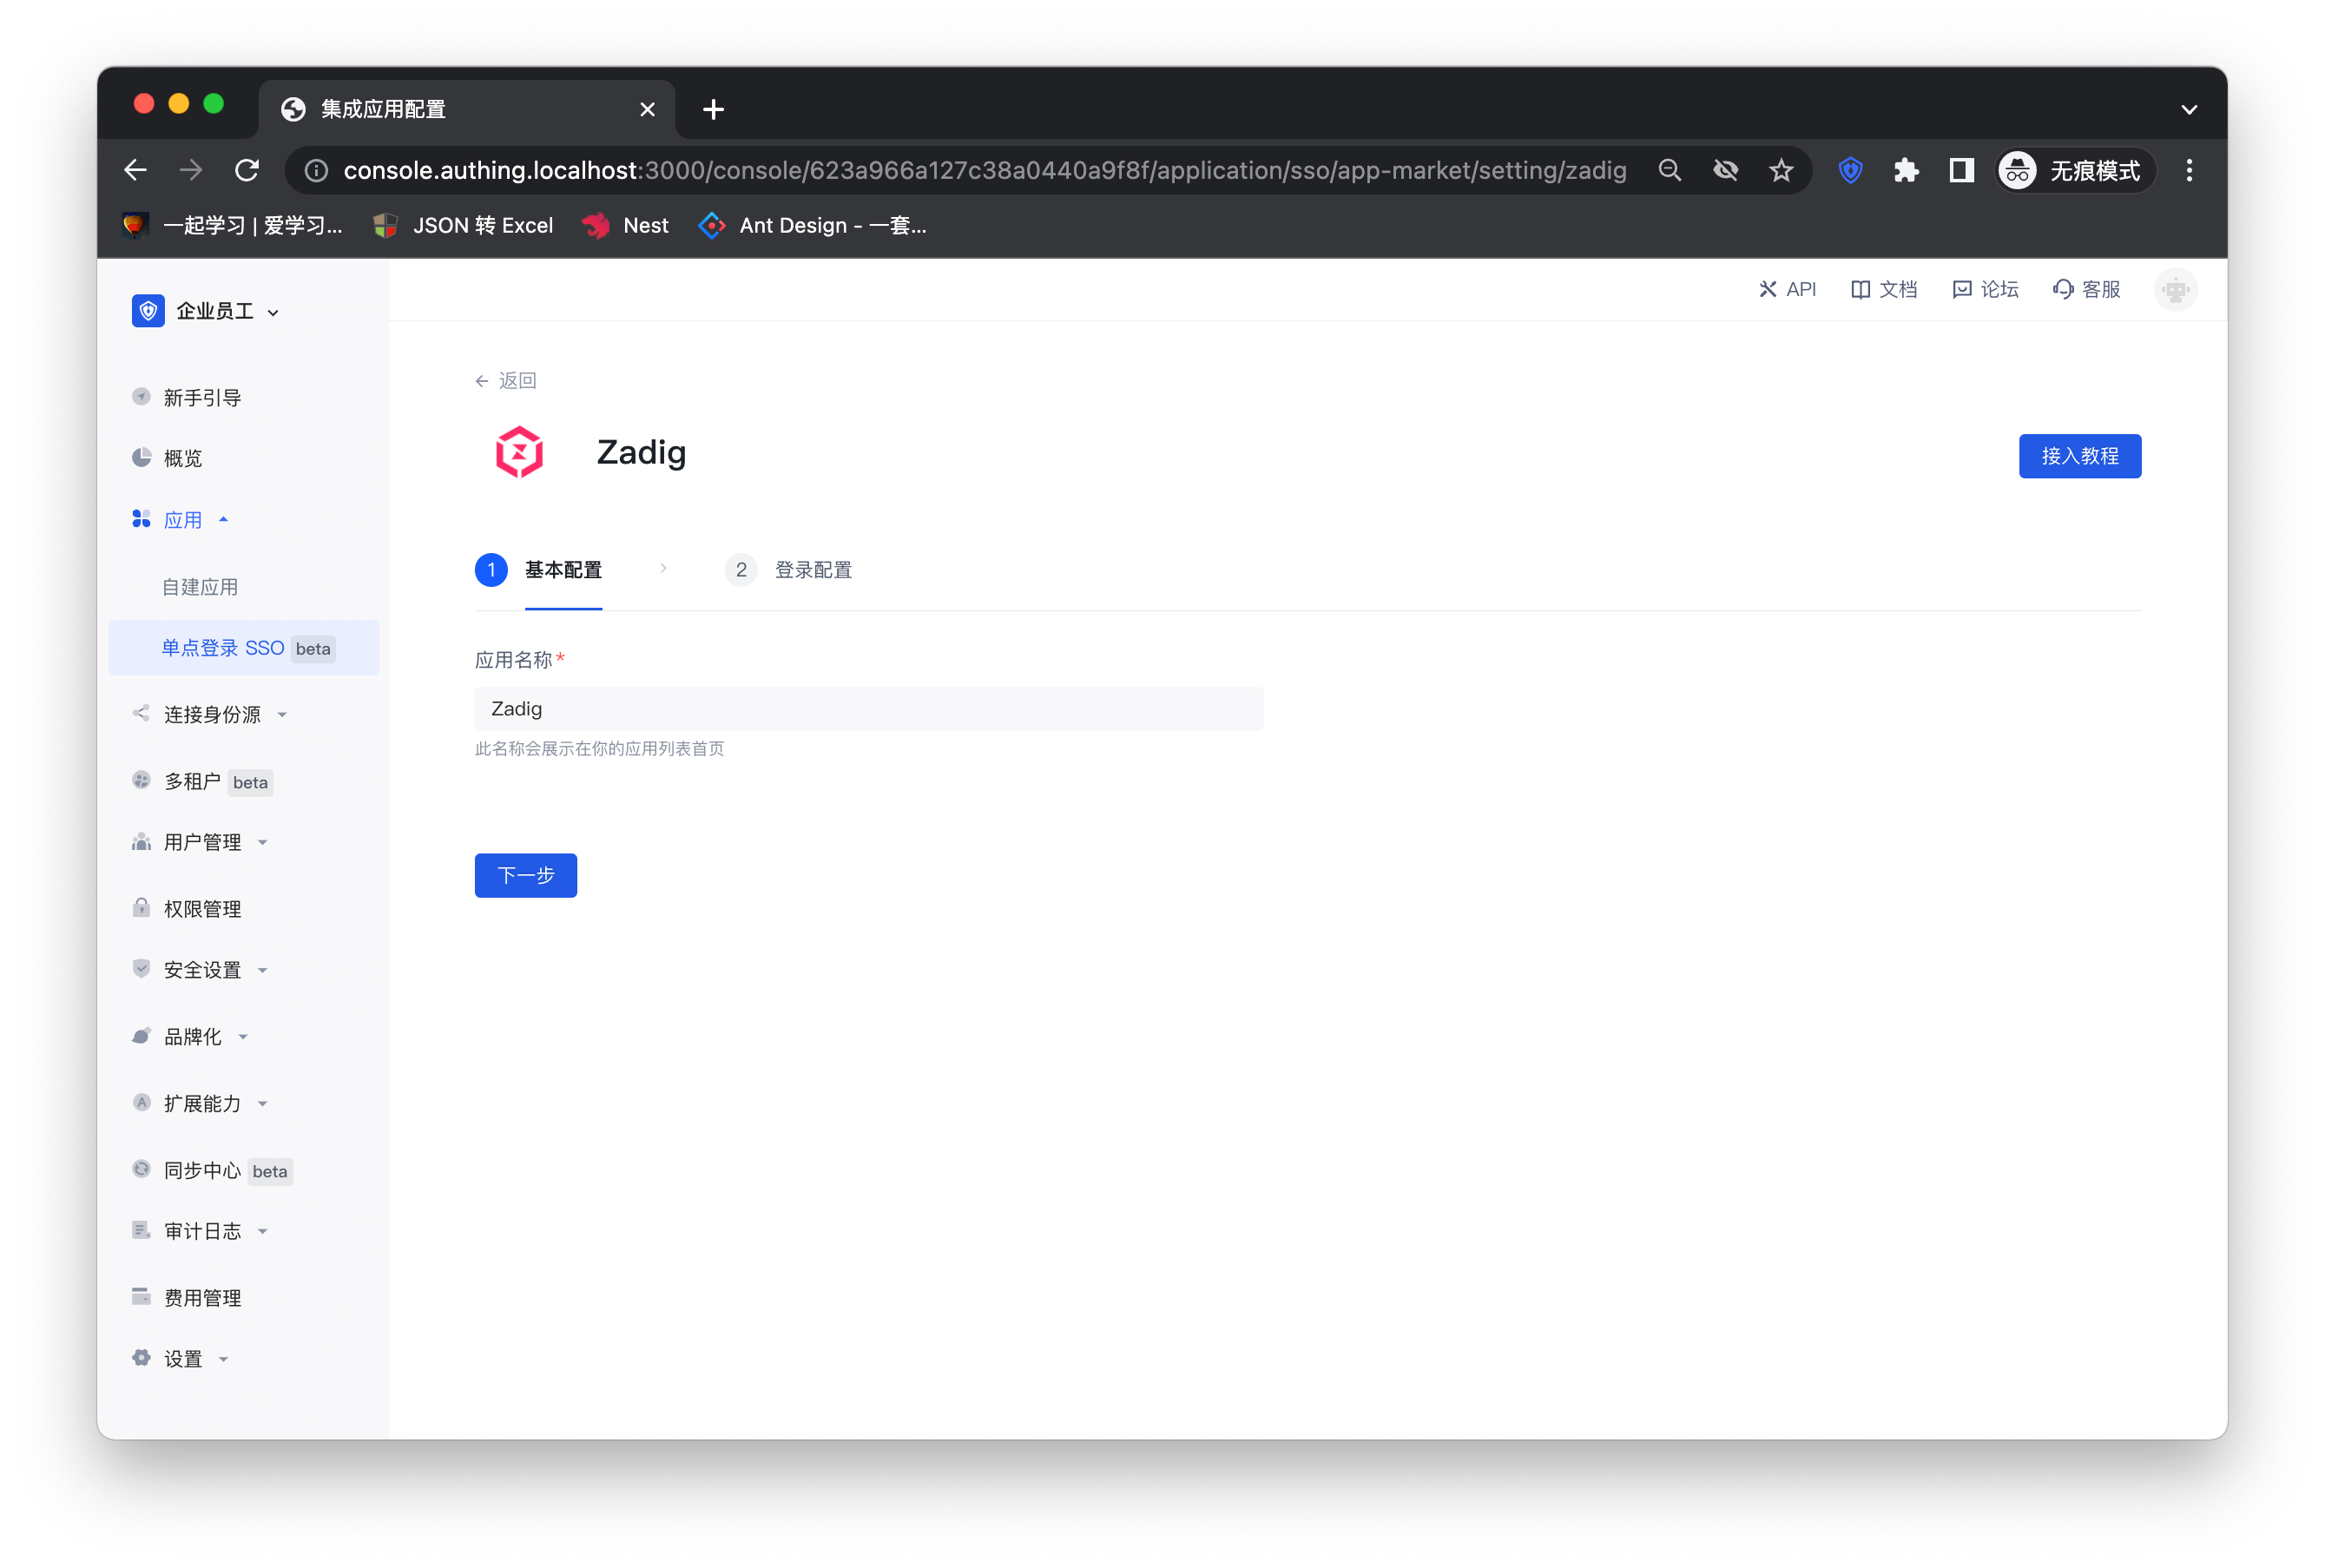 集成应用配置
console.authing.localhost:3000/console/623a966a127c38a0440a9f8f/application/sso/app-market/setting/zadig
无痕模式
一起学习 | 爱学习...
JSON 转 Excel
Nest
Ant Design - 一套...
企业员工
API
文档
论坛
客服
新手引导
概览
应用
自建应用
单点登录 SSO beta
连接身份源
多租户 beta
用户管理
权限管理
安全设置
品牌化
扩展能力
同步中心 beta
审计日志
费用管理
设置
返回
Zadig
接入教程
1 基本配置
2 登录配置
应用名称*
Zadig
此名称会展示在你的应用列表首页
下一步